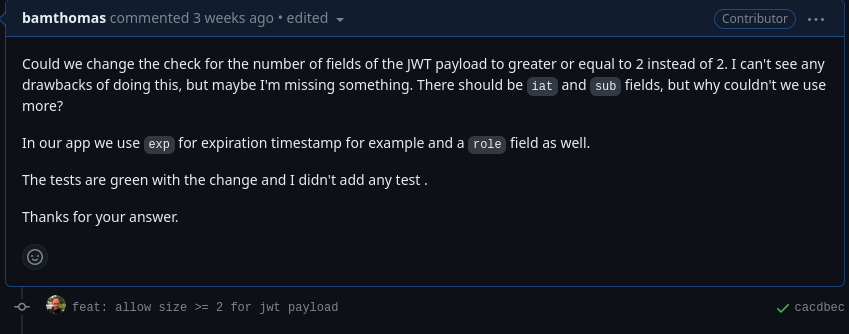 bamthomas commented 3 weeks ago • edited Contributor
Could we change the check for the number of fields of the JWT payload to greater or equal to 2 instead of 2. I can't see any
drawbacks of doing this, but maybe I'm missing something. There should be iat and sub fields, but why couldn't we use
more?
In our app we use exp for expiration timestamp for example and a role field as well.
The tests are green with the change and I didn't add any test .
Thanks for your answer.
feat: allow size >= 2 for jwt payload cacdbec